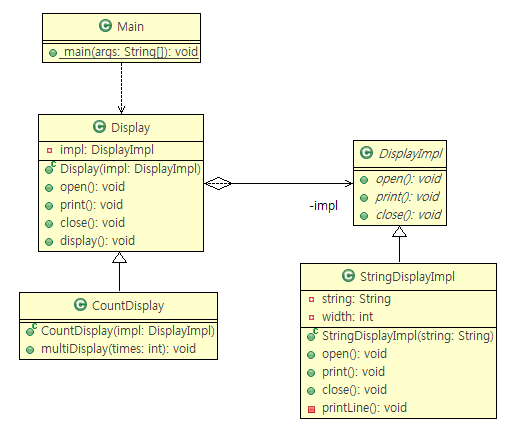 Main
main(args: String[]): void
Display
impl: DisplayImpl
Display(impl: DisplayImpl)
open(): void
print(): void
close(): void
display(): void
-impl
DisplayImpl
open(): void
print(): void
close(): void
CountDisplay
CountDisplay(impl: DisplayImpl)
multiDisplay(times: int): void
StringDisplayImpl
string: String
width: int
StringDisplayImpl(string: String)
open(): void
print(): void
close(): void
printLine(): void